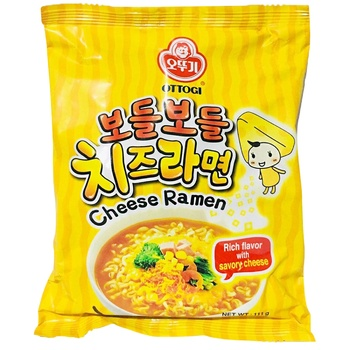 오뚜기
OTTOGI
보들보들
치즈라면
Cheese Ramen
Rich flavor
with
savory cheese
NET WT. 111 g